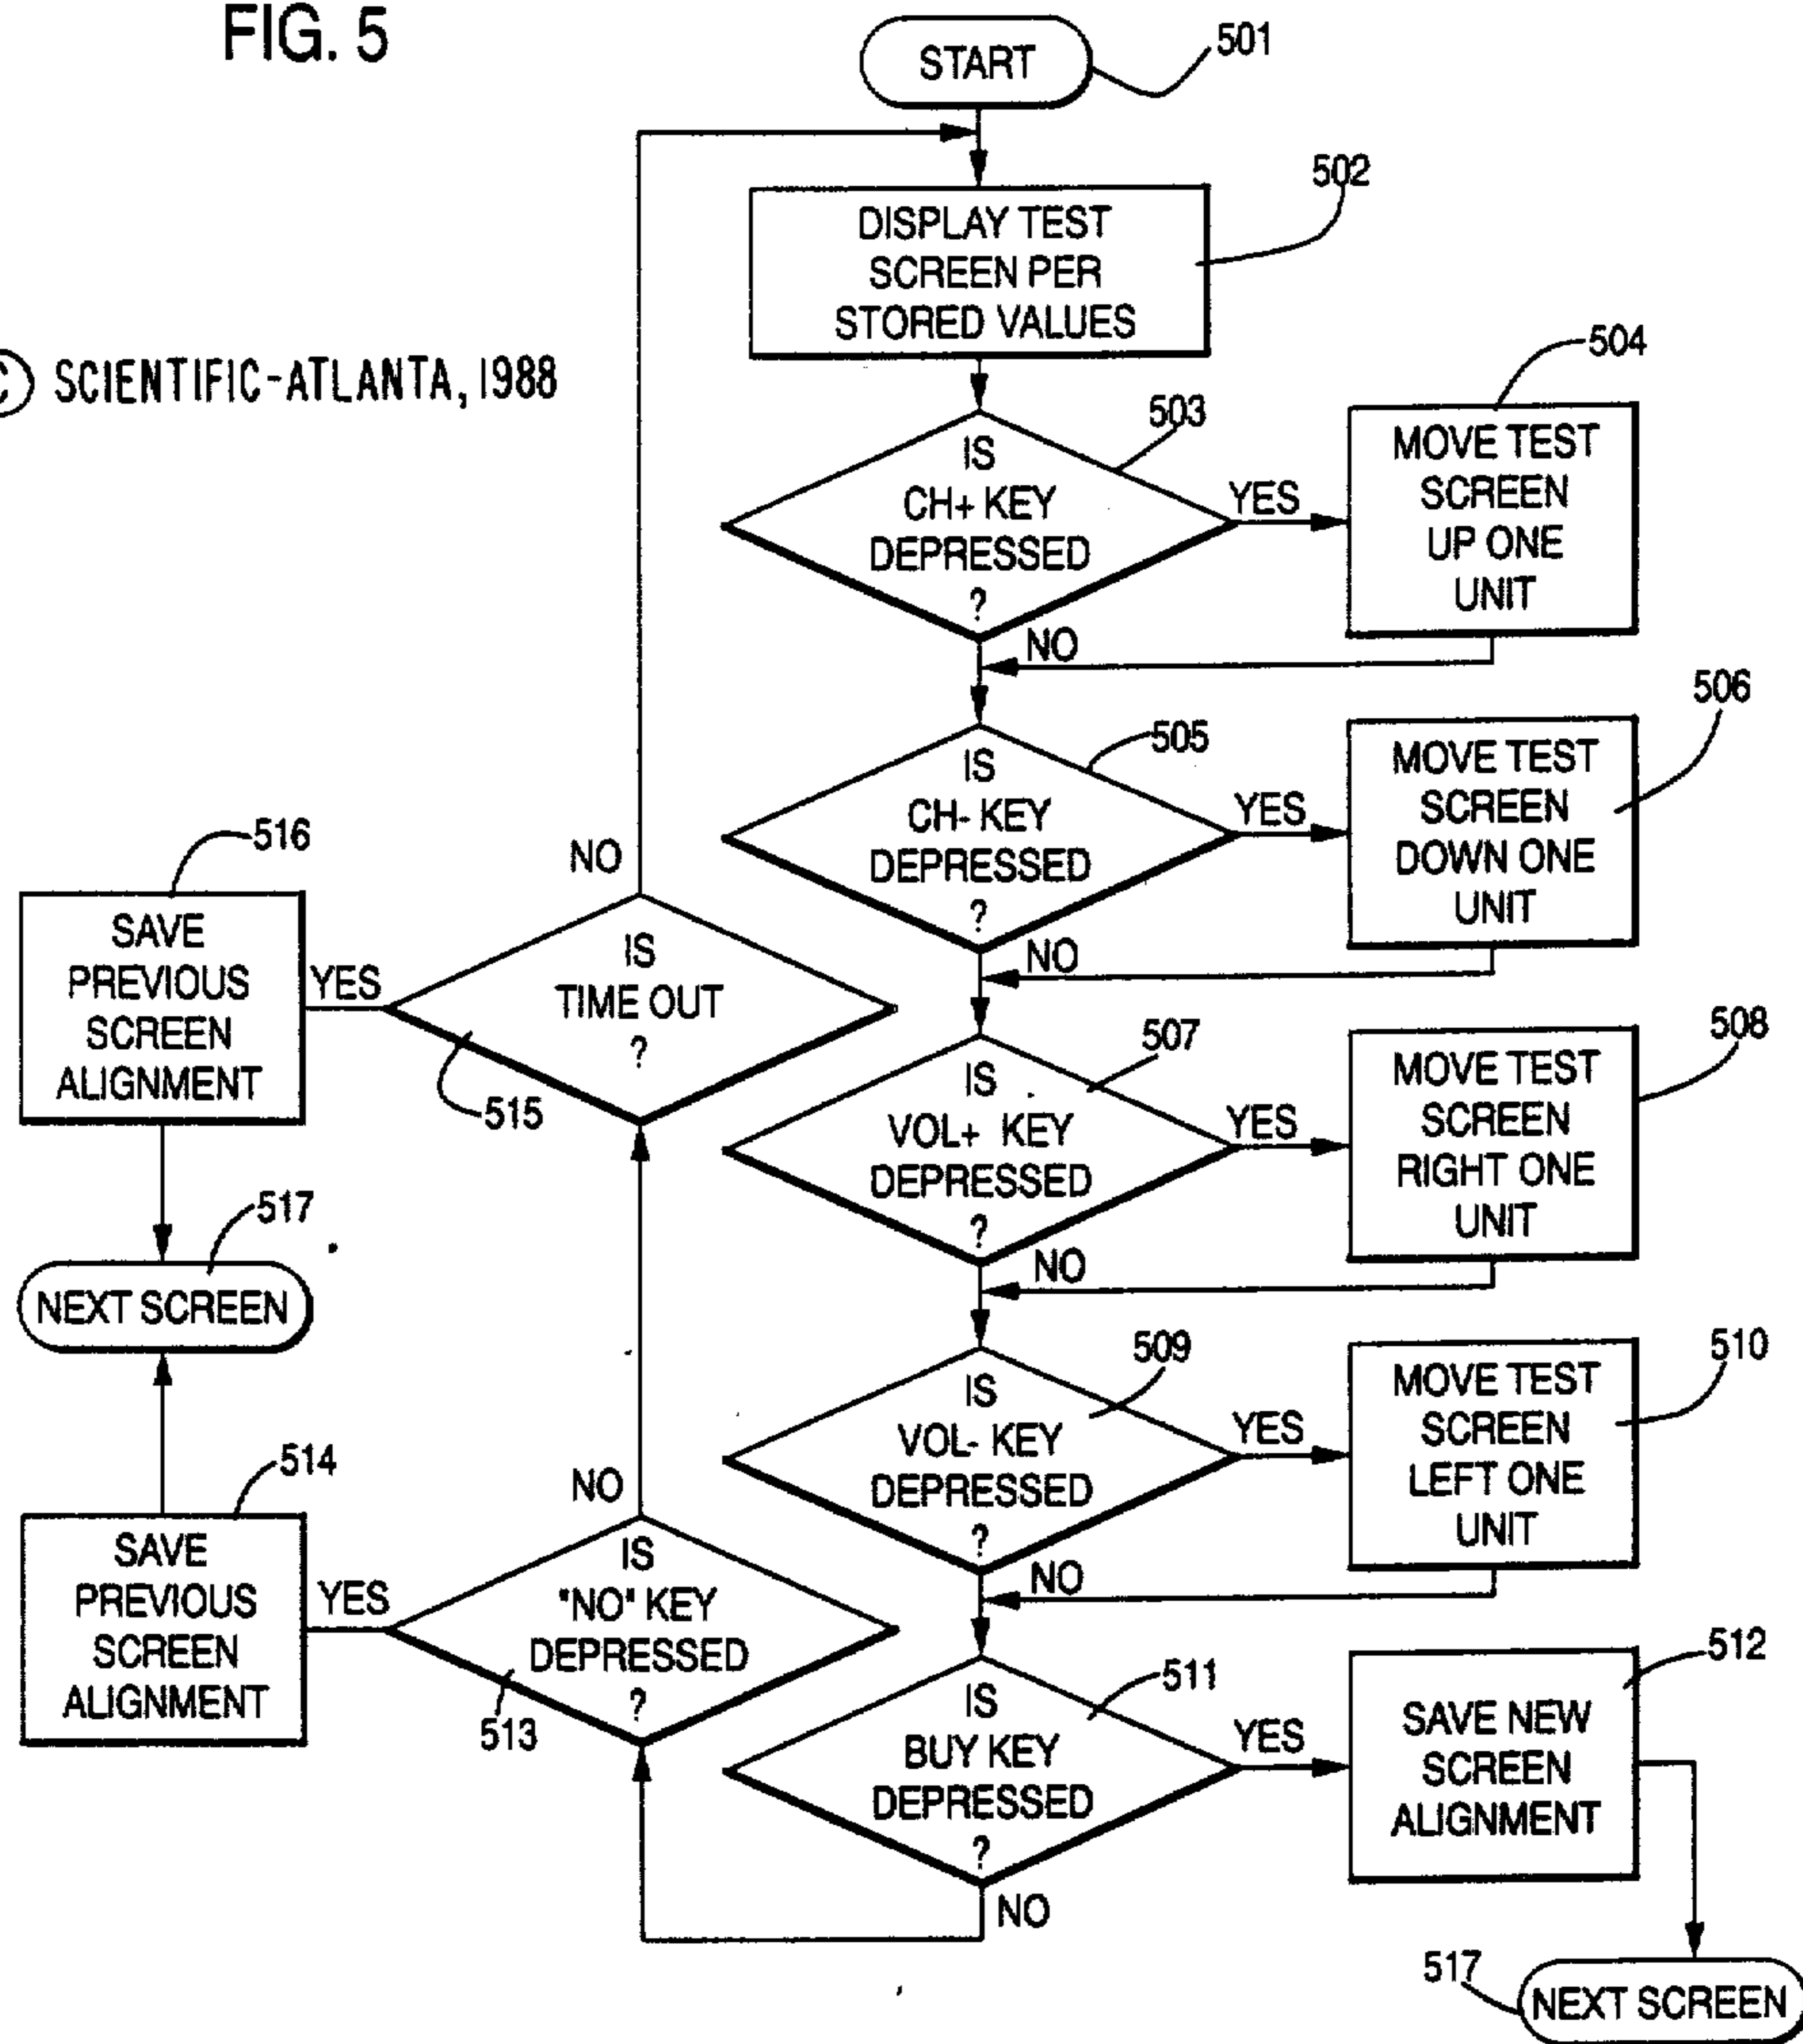 FIG. 5
START
501
DISPLAY TEST
SCREEN PER
STORED VALUES
502
© SCIENTIFIC-ATLANTA, 1988
IS
CH+ KEY
DEPRESSED
?
503
YES
NO
MOVE TEST
SCREEN
UP ONE
UNIT
504
IS
CH- KEY
DEPRESSED
?
505
YES
NO
MOVE TEST
SCREEN
DOWN ONE
UNIT
506
IS
VOL+ KEY
DEPRESSED
?
507
YES
NO
MOVE TEST
SCREEN
RIGHT ONE
UNIT
508
IS
VOL- KEY
DEPRESSED
?
509
YES
NO
MOVE TEST
SCREEN
LEFT ONE
UNIT
510
IS
BUY KEY
DEPRESSED
?
511
YES
NO
SAVE NEW
SCREEN
ALIGNMENT
512
517
NEXT SCREEN
IS
"NO" KEY
DEPRESSED
?
513
YES
NO
SAVE
PREVIOUS
SCREEN
ALIGNMENT
514
IS
TIME OUT
?
515
YES
NO
SAVE
PREVIOUS
SCREEN
ALIGNMENT
516
517
NEXT SCREEN